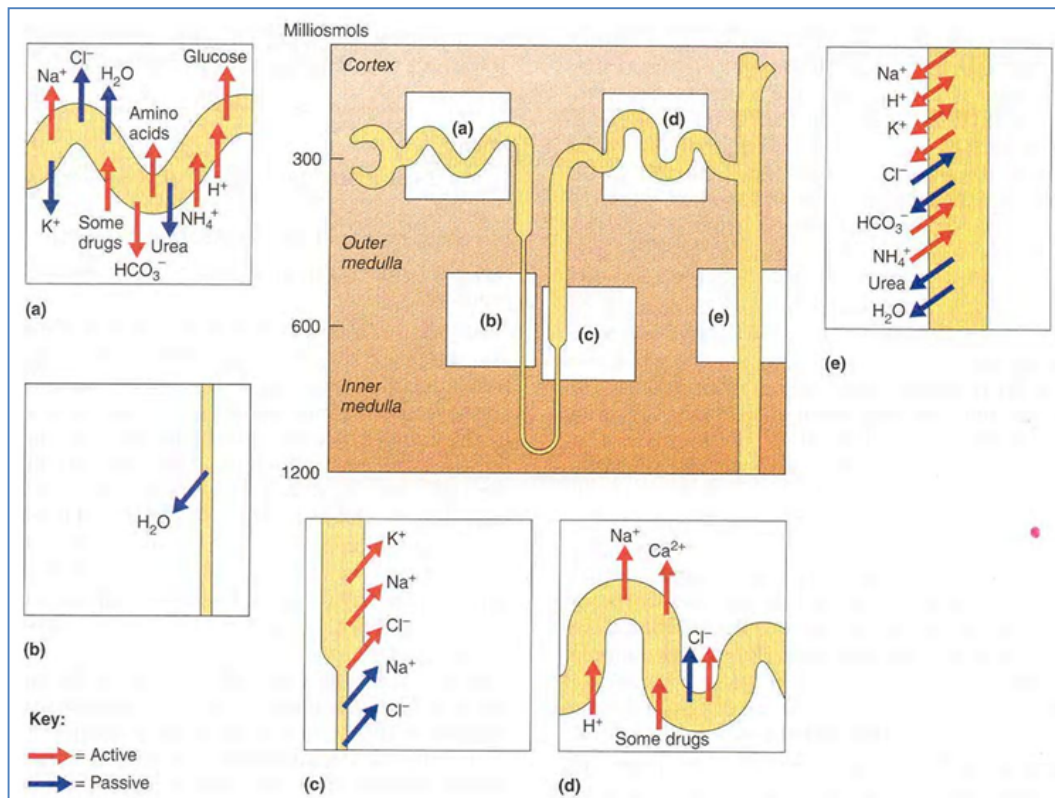 Milliosmols
Cl⁻
Na⁺
H₂O
Glucose
Amino
acids
K⁺
Some
drugs
HCO₃⁻
Urea
NH₄⁺
H⁺
(a)
Cortex
(a)
(d)
300
Outer
medulla
600
(b)
(c)
(e)
Inner
medulla
1200
Na⁺
H⁺
K⁺
Cl⁻
HCO₃⁻
NH₄⁺
Urea
H₂O
(e)
H₂O
(b)
Key:
= Active
= Passive
K⁺
Na⁺
Cl⁻
Na⁺
Cl⁻
(c)
Na⁺
Ca²⁺
Cl⁻
H⁺
Some drugs
(d)